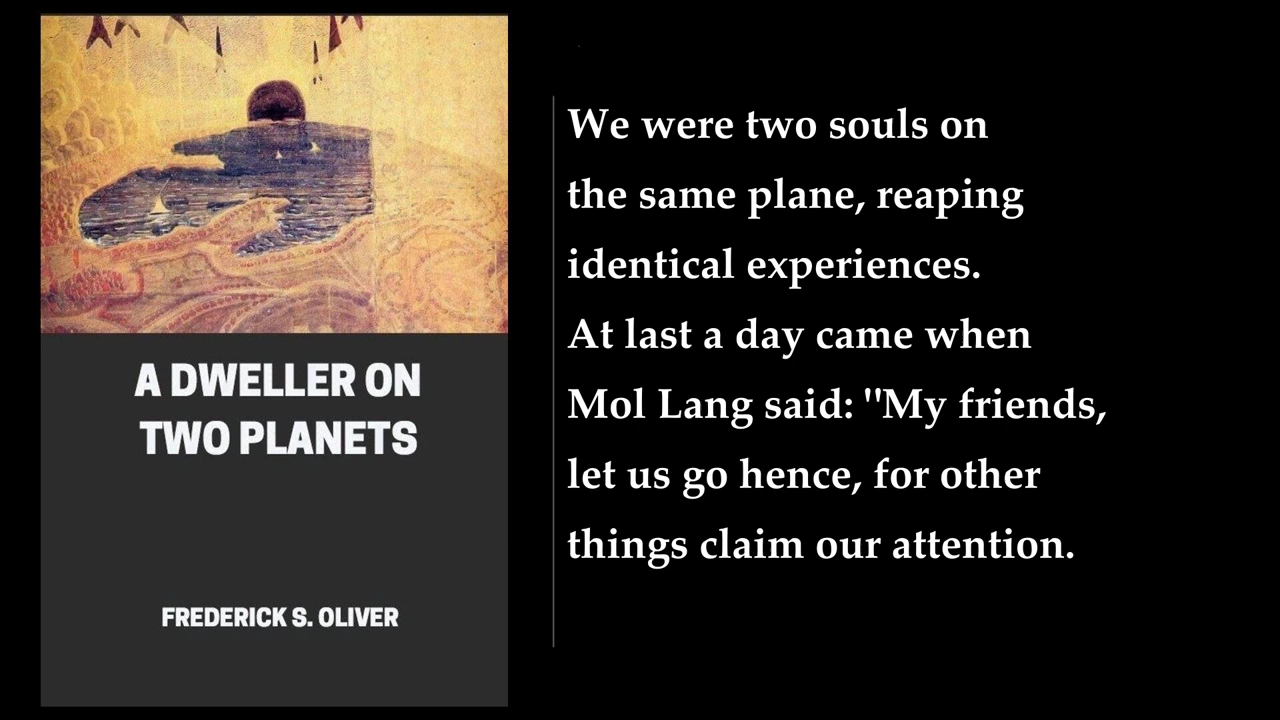 A DWELLER ON
TWO PLANETS
FREDERICK S. OLIVER
We were two souls on
the same plane, reaping
identical experiences.
At last a day came when
Mol Lang said: "My friends,
let us go hence, for other
things claim our attention.